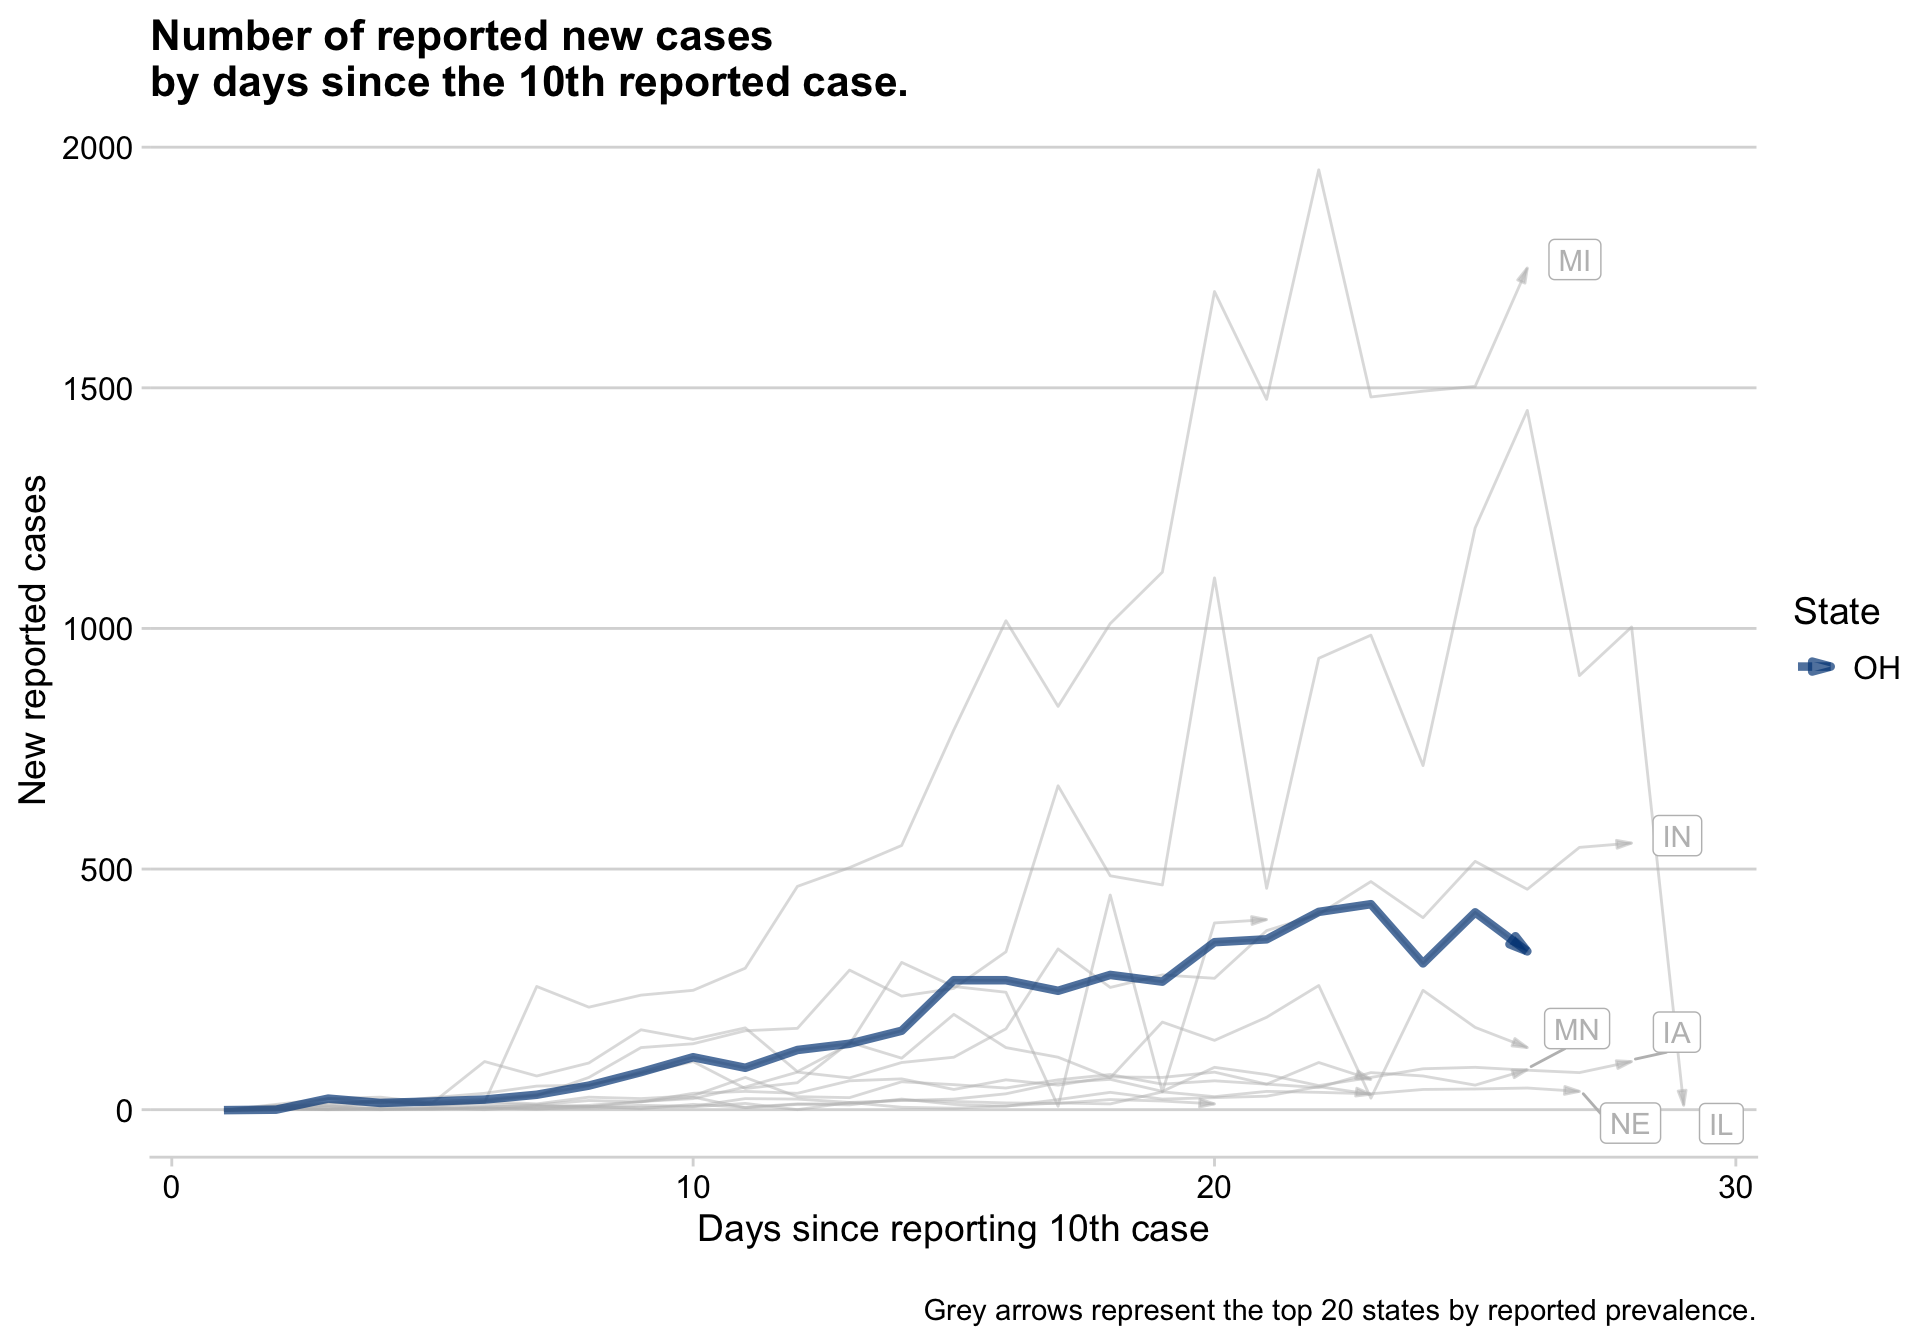 Number of reported new cases
by days since the 10th reported case.
2000
1500
1000
500
0
New reported cases
MI
IN
MN
IA
NE
IL
0
10
20
30
Days since reporting 10th case
State
OH
Grey arrows represent the top 20 states by reported prevalence.